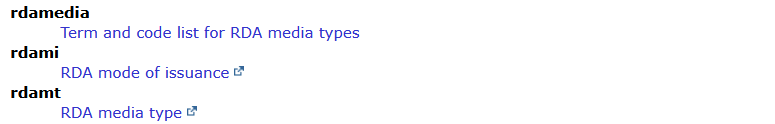 rdamedia
Term and code list for RDA media types
rdami
RDA mode of issuance
rdamt
RDA media type